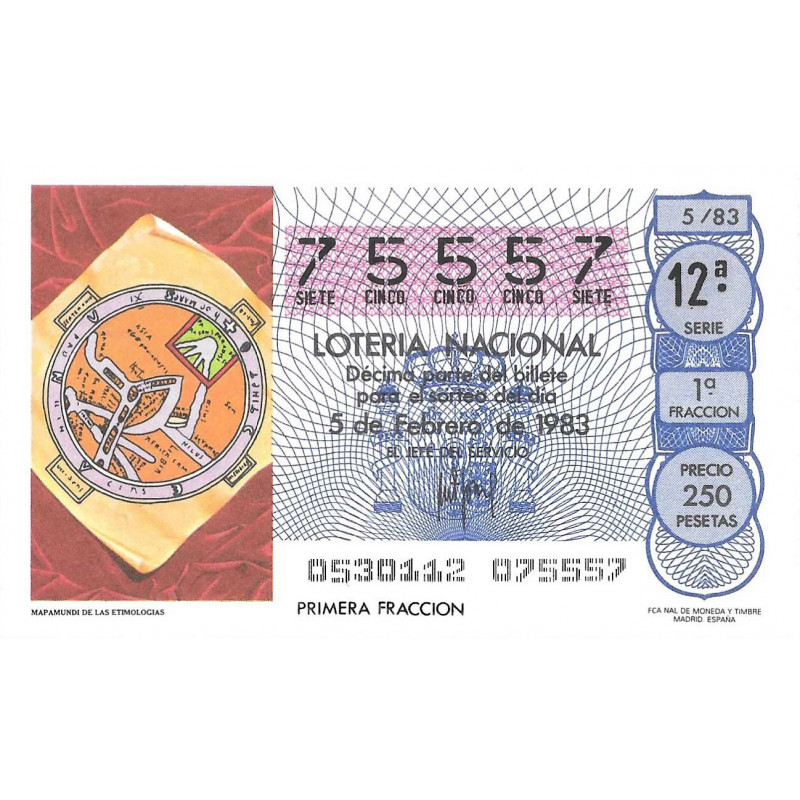 5/83
7 5 5 5 7
SIETE CINCO CINCO CINCO SIETE
12ª
SERIE
LOTERIA NACIONAL
Décima parte del billete
para el sorteo del día
5 de Febrero de 1983
EL JEFE DEL SERVICIO
1ª
FRACCION
PRECIO
250
PESETAS
0530112 075557
PRIMERA FRACCION
MAPAMUNDI DE LAS ETIMOLOGIAS
FCA NAL DE MONEDA Y TIMBRE
MADRID. ESPAÑA
ASIA
NILUS